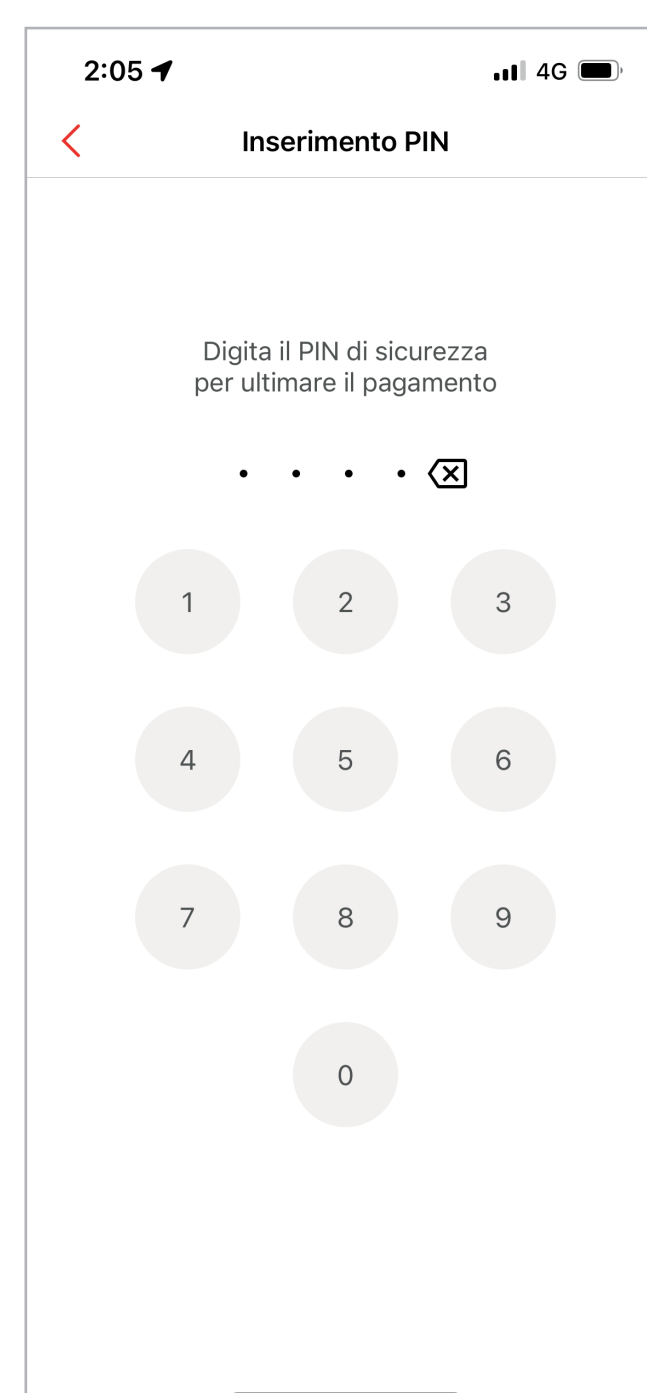 2:05 4G
Inserimento PIN
Digita il PIN di sicurezza
per ultimare il pagamento
1 2 3
4 5 6
7 8 9
0